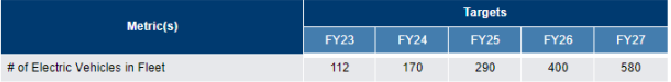 Metric(s) Targets
FY23 FY24 FY25 FY26 FY27
# of Electric Vehicles in Fleet 112 170 290 400 580